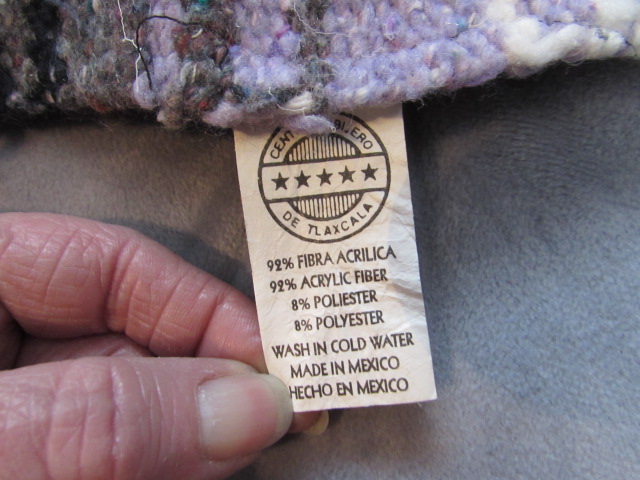 DE TLAXCALA
92% FIBRA ACRILICA
92% ACRYLIC FIBER
8% POLIESTER
8% POLYESTER
WASH IN COLD WATER
MADE IN MEXICO
HECHO EN MEXICO